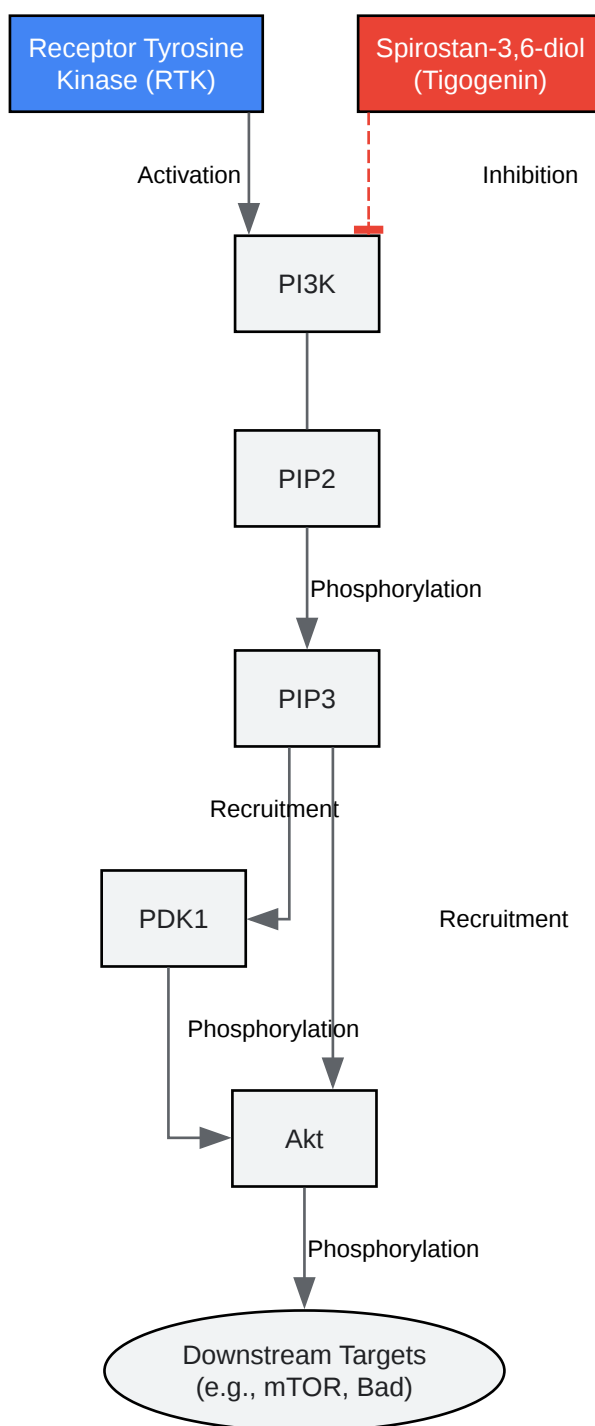 Receptor Tyrosine
Kinase (RTK)
Spirostan-3,6-diol
(Tigogenin)
Activation
Inhibition
PI3K
PIP2
Phosphorylation
PIP3
Recruitment
PDK1
Recruitment
Phosphorylation
Akt
Phosphorylation
Downstream Targets
(e.g., mTOR, Bad)